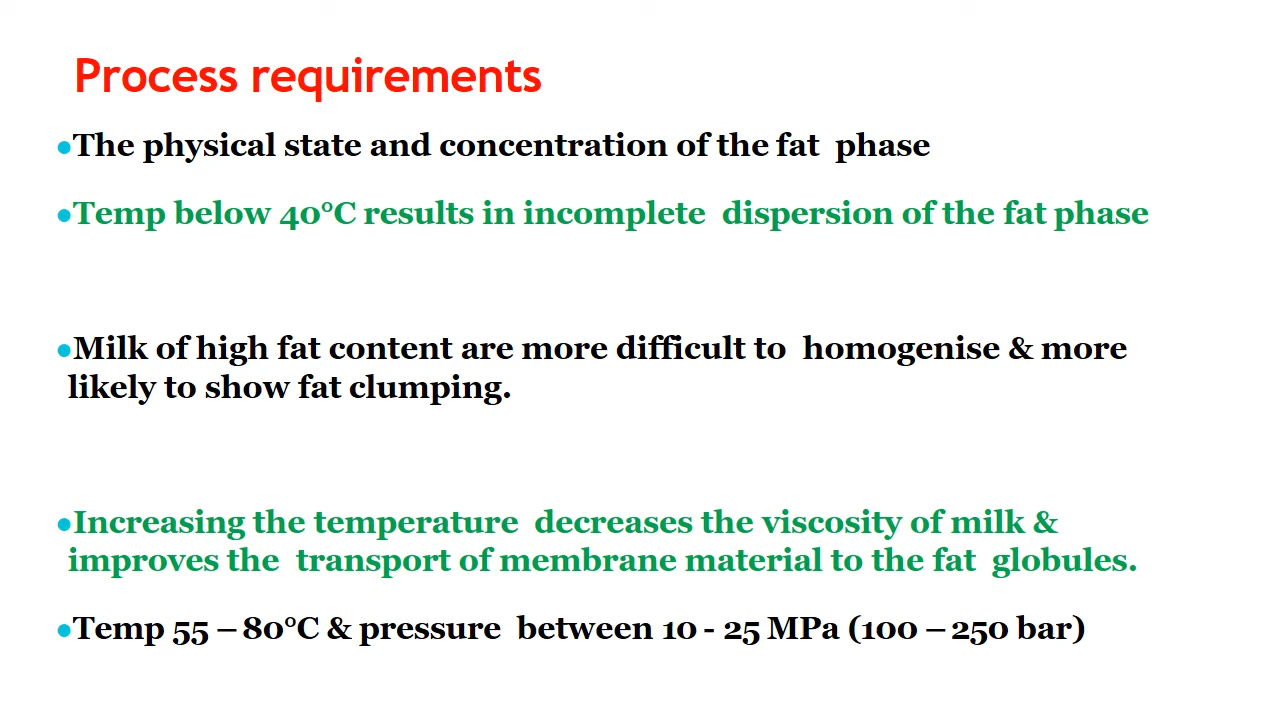 Process requirements
●The physical state and concentration of the fat phase
●Temp below 40°C results in incomplete dispersion of the fat phase
●Milk of high fat content are more difficult to homogenise & more
likely to show fat clumping.
●Increasing the temperature decreases the viscosity of milk &
improves the transport of membrane material to the fat globules.
●Temp 55 – 80°C & pressure between 10 - 25 MPa (100 – 250 bar)